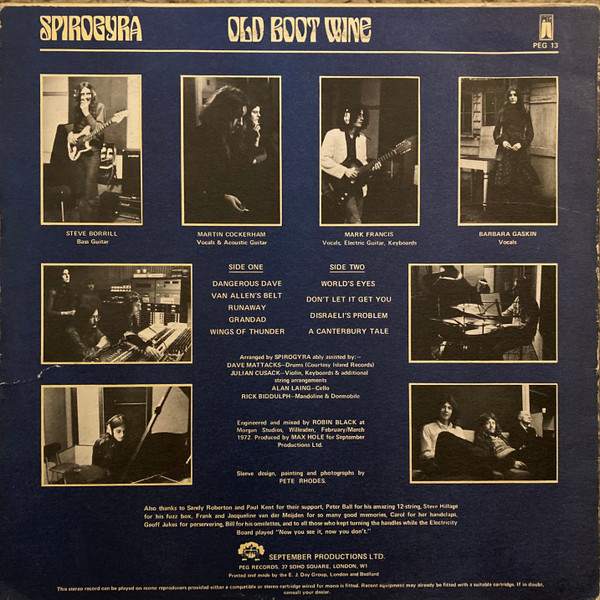 SPIROGYRA OLD BOOT WINE
PEG 13
STEVE BORRILL
Bass Guitar
MARTIN COCKERHAM
Vocals & Acoustic Guitar
MARK FRANCIS
Vocals, Electric Guitar, Keyboards
BARBARA GASKIN
Vocals
SIDE ONE
DANGEROUS DAVE
VAN ALLEN'S BELT
RUNAWAY
GRANDAD
WINGS OF THUNDER
SIDE TWO
WORLD'S EYES
DON'T LET IT GET YOU
DISRAELI'S PROBLEM
A CANTERBURY TALE
Arranged by SPIROGYRA ably assisted by:—
DAVE MATTACKS—Drums (Courtesy Island Records)
JULIAN CUSACK—Violin, Keyboards & additional
string arrangements
ALAN LAING—Cello
RICK BIDDULPH—Mandoline & Dormobile
Engineered and mixed by ROBIN BLACK at
Morgan Studios, Willesden, February/March
1972. Produced by MAX HOLE for September
Productions Ltd.
Sleeve design, painting and photographs by
PETE RHODES.
Also thanks to Sandy Roberton and Paul Kent for their support, Peter Ball for his amazing 12-string, Steve Hillage
for his fuzz box, Frank and Jacqueline van der Meijden for so many good memories, Carol for her handclaps,
Geoff Jukes for perservering, Bill for his omelettes, and to all those who kept turning the handles while the Electricity
Board played "Now you see it, now you don't."
SEPTEMBER PRODUCTIONS LTD.
PEG RECORDS, 37 SOHO SQUARE, LONDON, W1
Printed and made by the E. J. Day Group, London and Bedford
This stereo record can be played on mono reproducers provided either a compatible or stereo cartridge wired for mono is fitted. Recent equipment may already be fitted with a suitable cartridge. If in doubt,
consult your dealer.